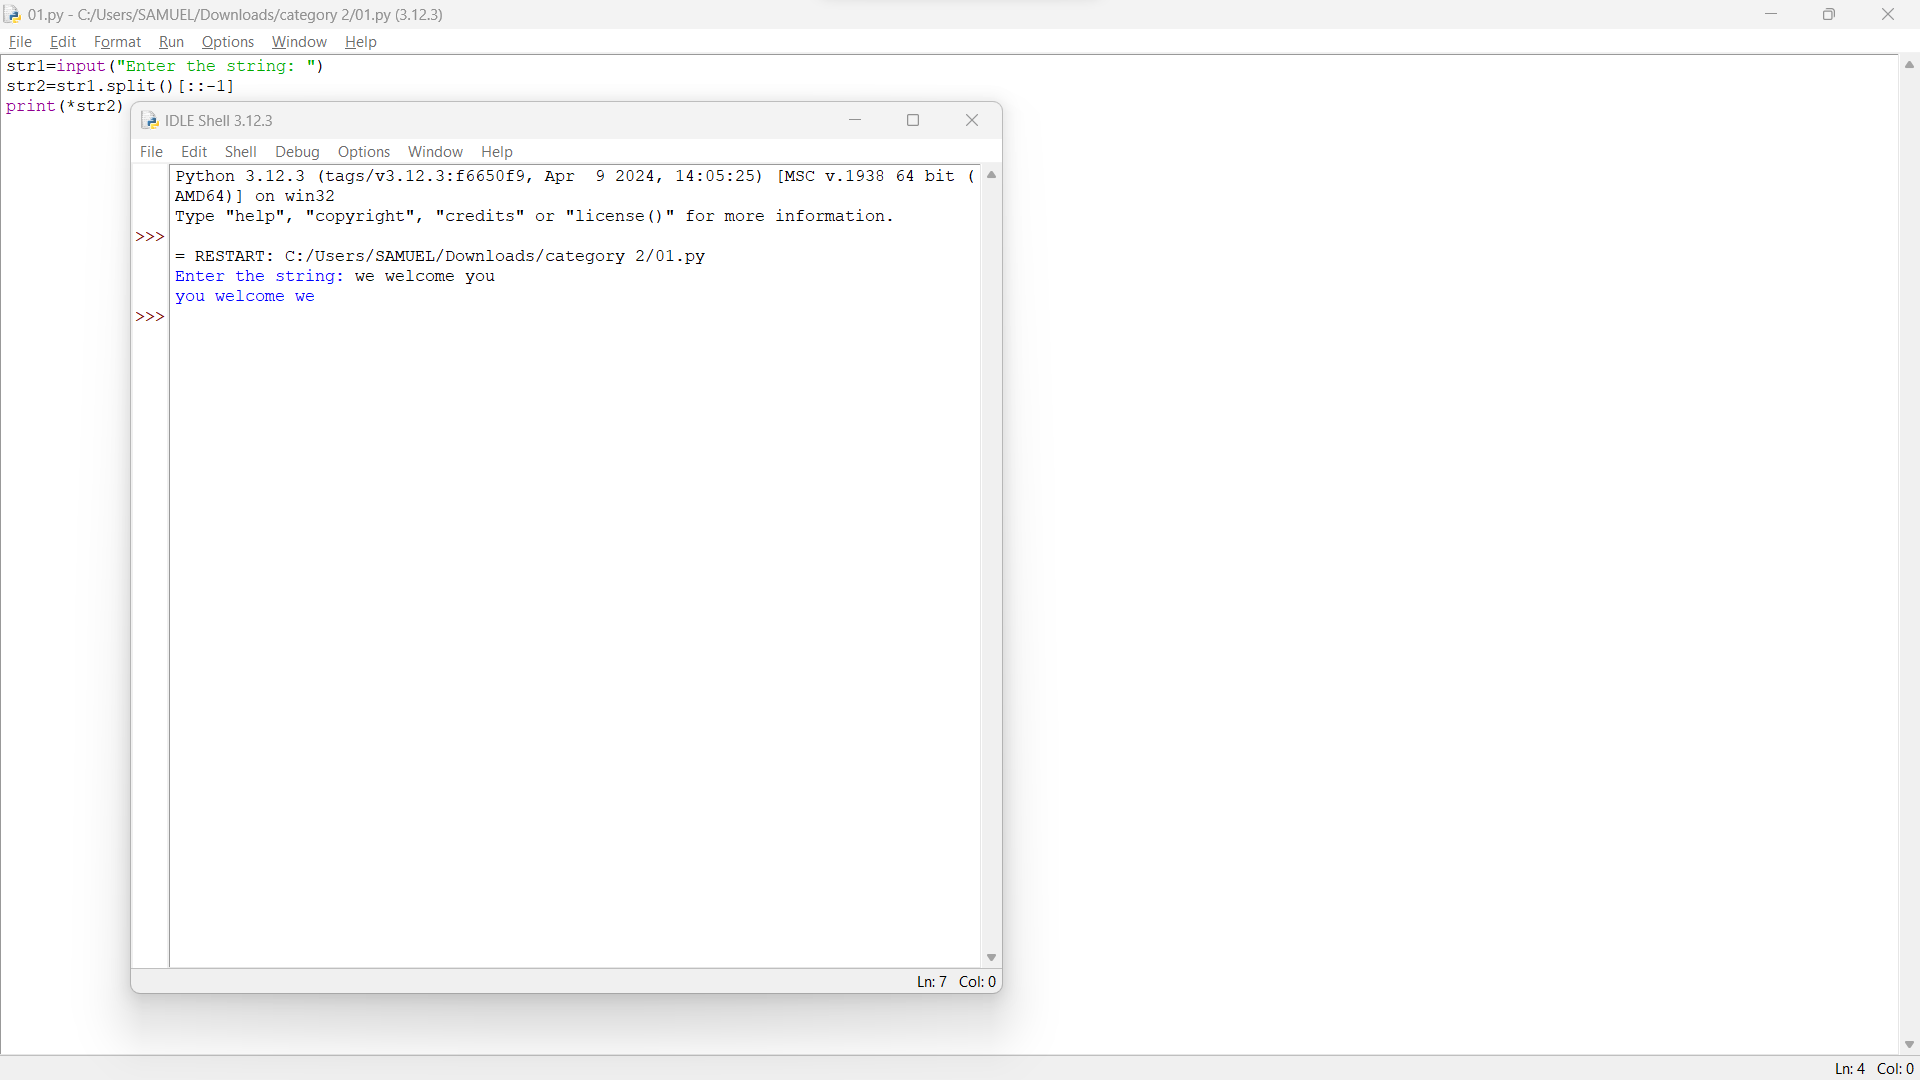 01.py - C:/Users/SAMUEL/Downloads/category 2/01.py (3.12.3)
File Edit Format Run Options Window Help
str1=input("Enter the string: ")
str2=str1.split()[::-1]
print(*str2)
IDLE Shell 3.12.3
File Edit Shell Debug Options Window Help
Python 3.12.3 (tags/v3.12.3:f6650f9, Apr  9 2024, 14:05:25) [MSC v.1938 64 bit (
AMD64)] on win32
Type "help", "copyright", "credits" or "license()" for more information.
>>>
= RESTART: C:/Users/SAMUEL/Downloads/category 2/01.py
Enter the string: we welcome you
you welcome we
>>>
Ln: 7 Col: 0
Ln: 4 Col: 0